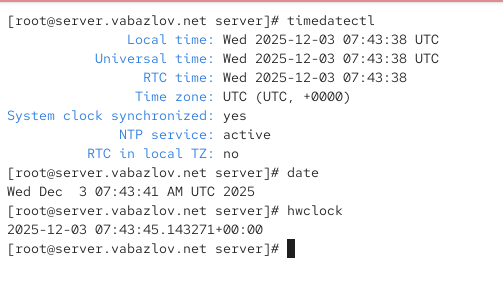 [root@server.vabazlov.net server]# timedatectl
Local time: Wed 2025-12-03 07:43:38 UTC
Universal time: Wed 2025-12-03 07:43:38 UTC
RTC time: Wed 2025-12-03 07:43:38
Time zone: UTC (UTC, +0000)
System clock synchronized: yes
NTP service: active
RTC in local TZ: no
[root@server.vabazlov.net server]# date
Wed Dec  3 07:43:41 AM UTC 2025
[root@server.vabazlov.net server]# hwclock
2025-12-03 07:43:45.143271+00:00
[root@server.vabazlov.net server]#